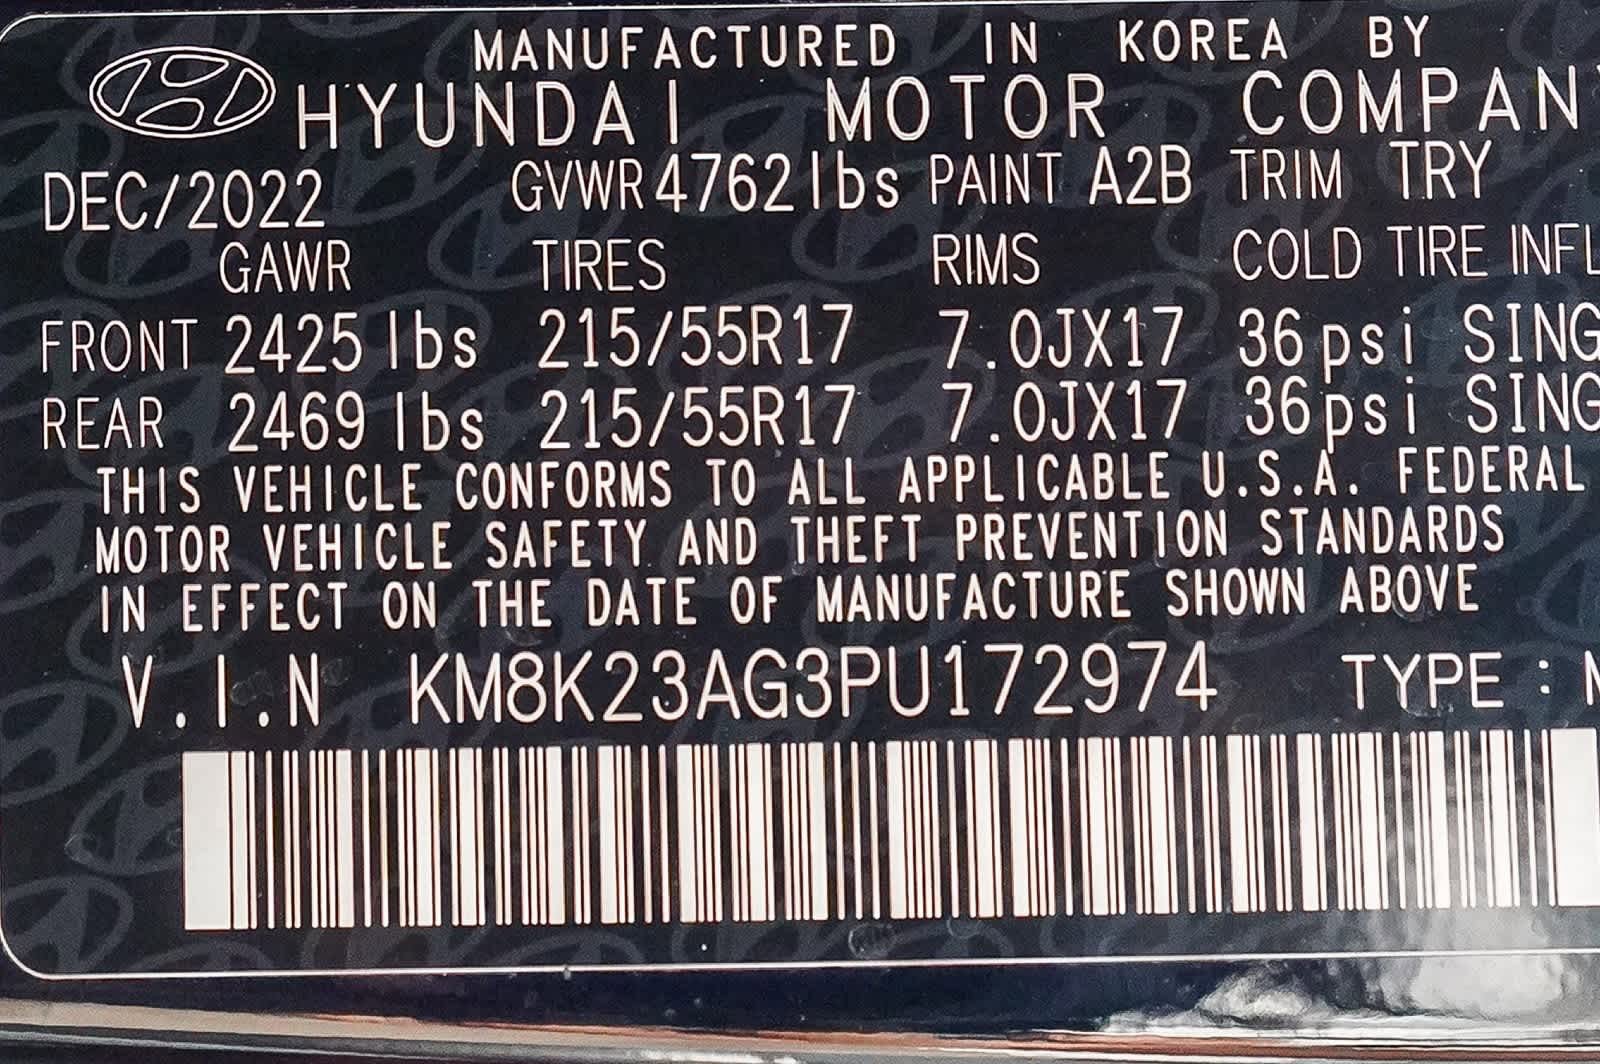 MANUFACTURED IN KOREA BY
HYUNDAI MOTOR COMPAN
DEC/2022 GVWR 4762lbs PAINT A2B TRIM TRY
GAWR TIRES RIMS COLD TIRE INFL
FRONT 2425 lbs 215/55R17 7.0JX17 36psi SING
REAR 2469 lbs 215/55R17 7.0JX17 36psi SING
THIS VEHICLE CONFORMS TO ALL APPLICABLE U.S.A. FEDERAL
MOTOR VEHICLE SAFETY AND THEFT PREVENTION STANDARDS
IN EFFECT ON THE DATE OF MANUFACTURE SHOWN ABOVE
V.I.N KM8K23AG3PU172974 TYPE :